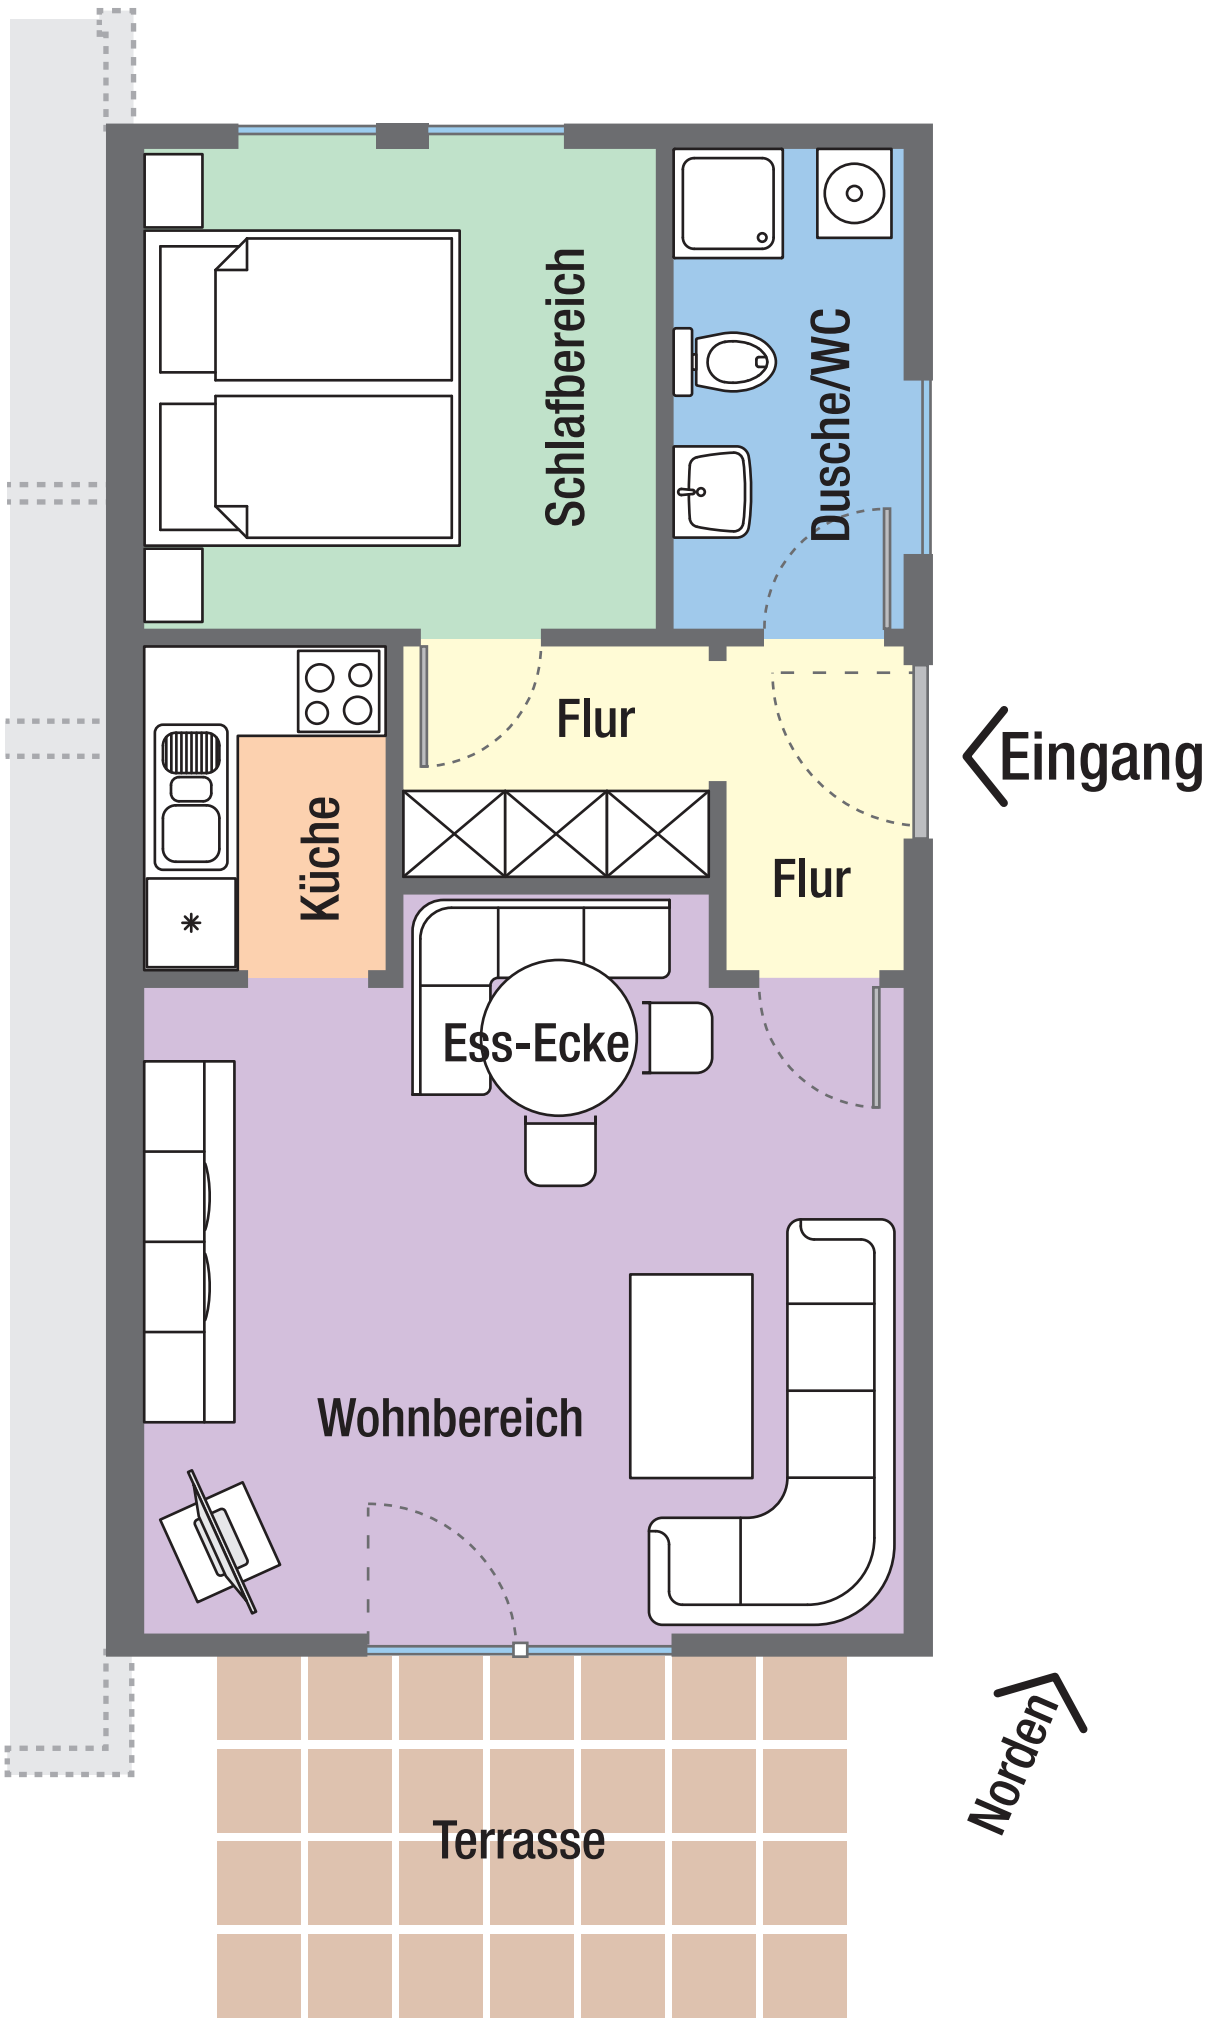 Schlafbereich
Dusche/WC
Flur
Eingang
Küche
Flur
Ess-Ecke
Wohnbereich
Norden
Terrasse